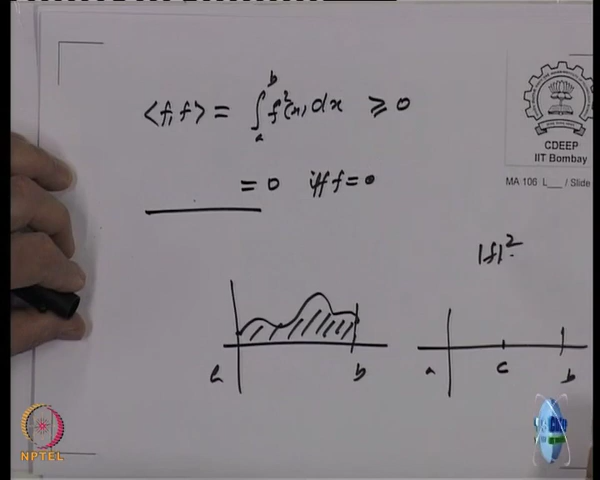 <f, f> = ∫ₐᵇ f²(x) dx ≥ 0
= 0 iff f = 0
|f|²
a b
a c b
CDEEP
IIT Bombay
MA 106 L___ / Slide
NPTEL